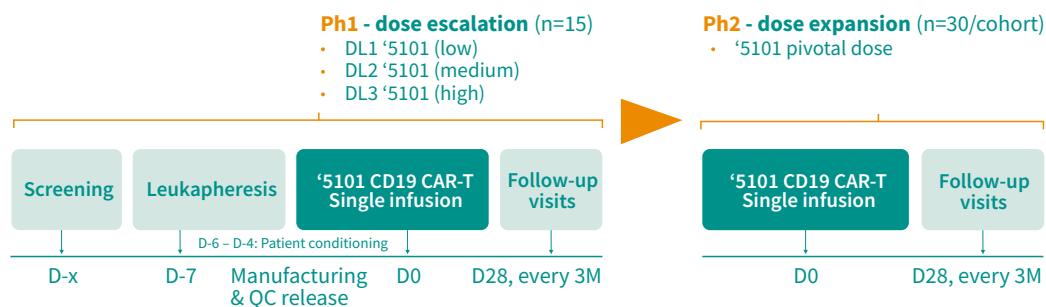 Ph1 - dose escalation (n=15)
• DL1 ‘5101 (low)
• DL2 ‘5101 (medium)
• DL3 ‘5101 (high)
Ph2 - dose expansion (n=30/cohort)
• ‘5101 pivotal dose
Screening
Leukapheresis
‘5101 CD19 CAR-T
Single infusion
Follow-up
visits
D-6 – D-4: Patient conditioning
D-x
D-7
Manufacturing
& QC release
D0
D28, every 3M
‘5101 CD19 CAR-T
Single infusion
Follow-up
visits
D0
D28, every 3M